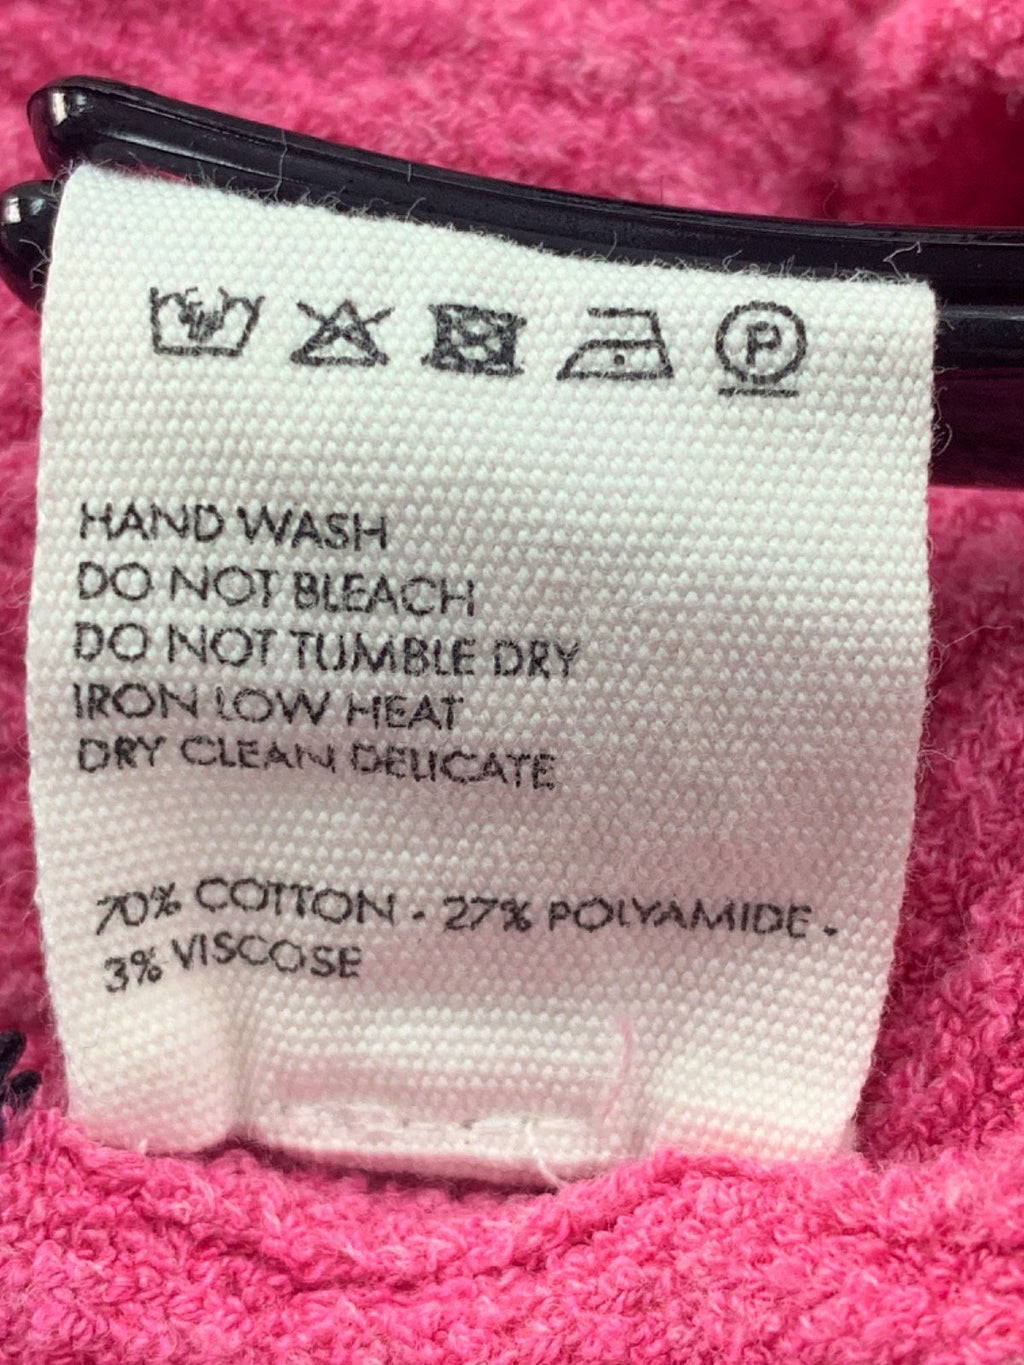 P
HAND WASH
DO NOT BLEACH
DO NOT TUMBLE DRY
IRON LOW HEAT
DRY CLEAN DELICATE
70% COTTON - 27% POLYAMIDE -
3% VISCOSE